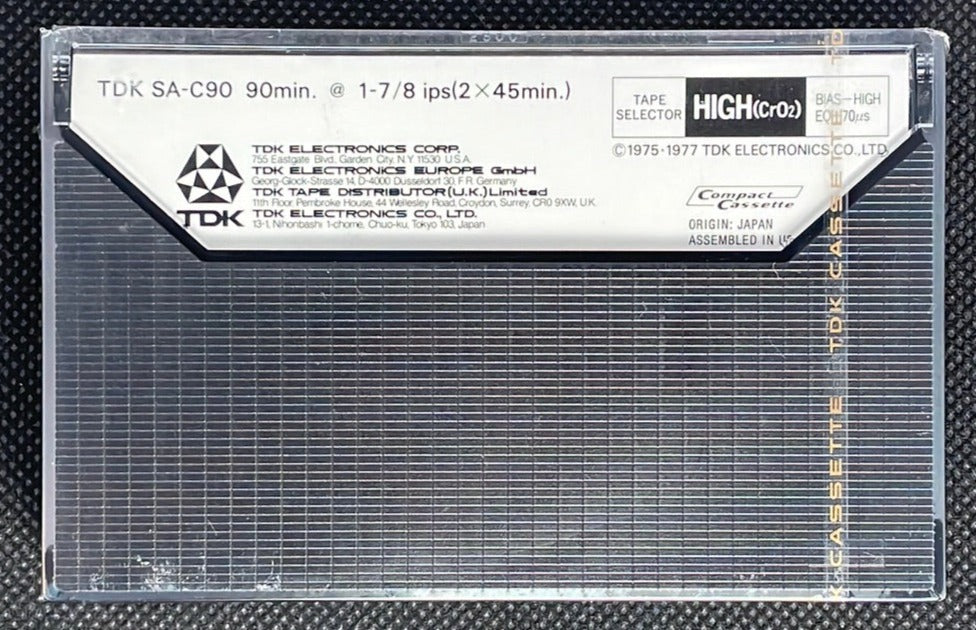 TDK SA-C90 90min. @ 1-7/8 ips(2×45min.)
TAPE SELECTOR
HIGH(CrO2)
BIAS—HIGH
EQ 70μs
©1975·1977 TDK ELECTRONICS CO., LTD.
TDK
TDK ELECTRONICS CORP.
755 Eastgate Blvd., Garden City, N.Y. 11530 U.S.A.
TDK ELECTRONICS EUROPE GmbH
Georg-Glock-Strasse 14, D-4000 Dusseldorf 30, F.R. Germany
TDK TAPE DISTRIBUTOR(U.K.)Limited
11th Floor Pembroke House, 44 Wellesley Road, Croydon, Surrey, CR0 9XW, U.K.
TDK ELECTRONICS CO., LTD.
13-1, Nihonbashi 1-chome, Chuo-ku, Tokyo 103, Japan
Compact
Cassette
ORIGIN: JAPAN
ASSEMBLED IN
K CASSETTE TDK CASSETTE TD